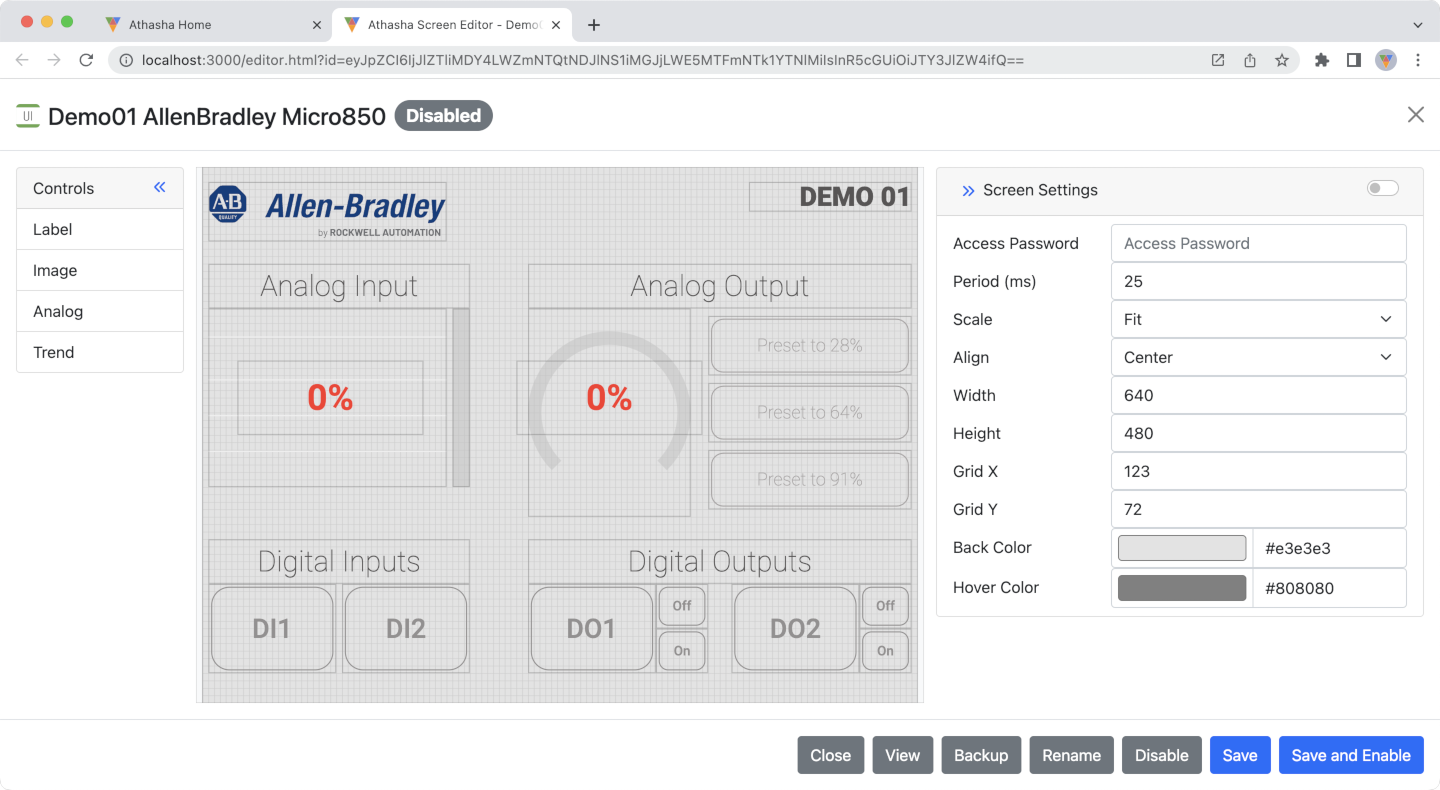 Athasha Home
Athasha Screen Editor - Demo
localhost:3000/editor.html?id=eyJpZCI6IjJlZTliMDY4LWZmNTQtNDJlNS1iMGJjLWE5MTFmNTk1YTNlMiIsInR5cGUiOiJTY3JlZW4ifQ==
UI Demo01 AllenBradley Micro850 Disabled
Controls
Label
Image
Analog
Trend
A-B QUALITY
Allen-Bradley
by ROCKWELL AUTOMATION
DEMO 01
Analog Input
Analog Output
0%
0%
Preset to 28%
Preset to 64%
Preset to 91%
Digital Inputs
Digital Outputs
DI1
DI2
DO1
Off
On
DO2
Off
On
Screen Settings
Access Password Access Password
Period (ms) 25
Scale Fit
Align Center
Width 640
Height 480
Grid X 123
Grid Y 72
Back Color #e3e3e3
Hover Color #808080
Close View Backup Rename Disable Save Save and Enable